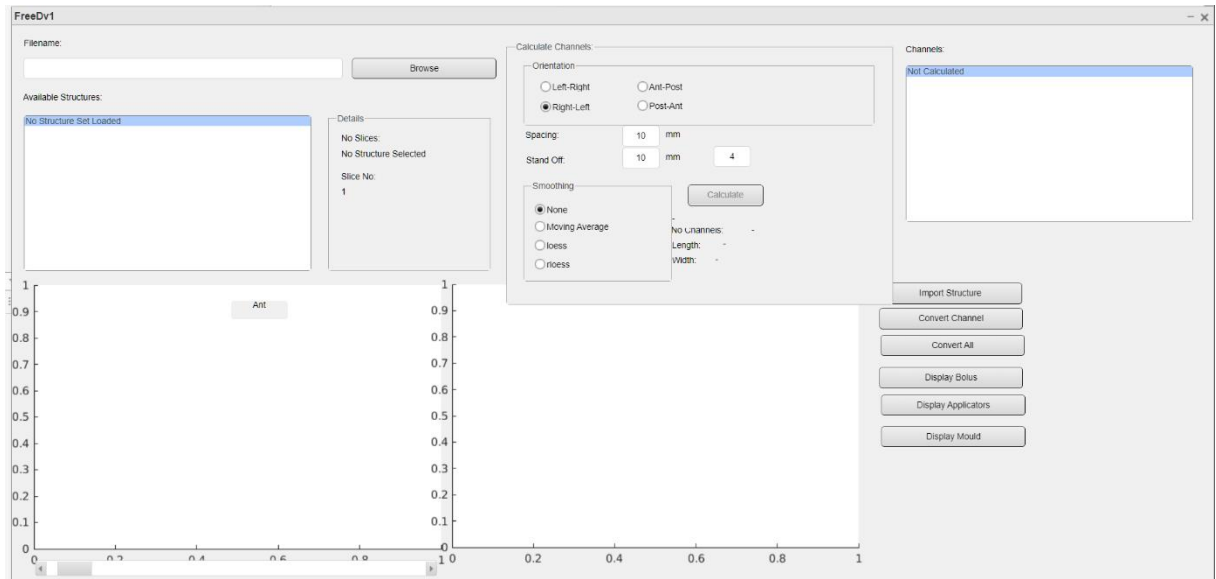 FreeDv1
Filename:
Browse
Available Structures:
No Structure Set Loaded
Details
No Slices:
No Structure Selected
Slice No:
1
Calculate Channels:
Orientation
Left-Right
Ant-Post
Right-Left
Post-Ant
Spacing:
10
mm
Stand Off:
10
mm
4
Smoothing
None
Moving Average
loess
rloess
Calculate
-
No Channels: -
Length: -
Width: -
Channels:
Not Calculated
Import Structure
Convert Channel
Convert All
Display Bolus
Display Applicators
Display Mould
Ant
1
0.9
0.8
0.7
0.6
0.5
0.4
0.3
0.2
0.1
0
0 0.2 0.4 0.6 0.8 1
1
0.9
0.8
0.7
0.6
0.5
0.4
0.3
0.2
0.1
0
0 0.2 0.4 0.6 0.8 1